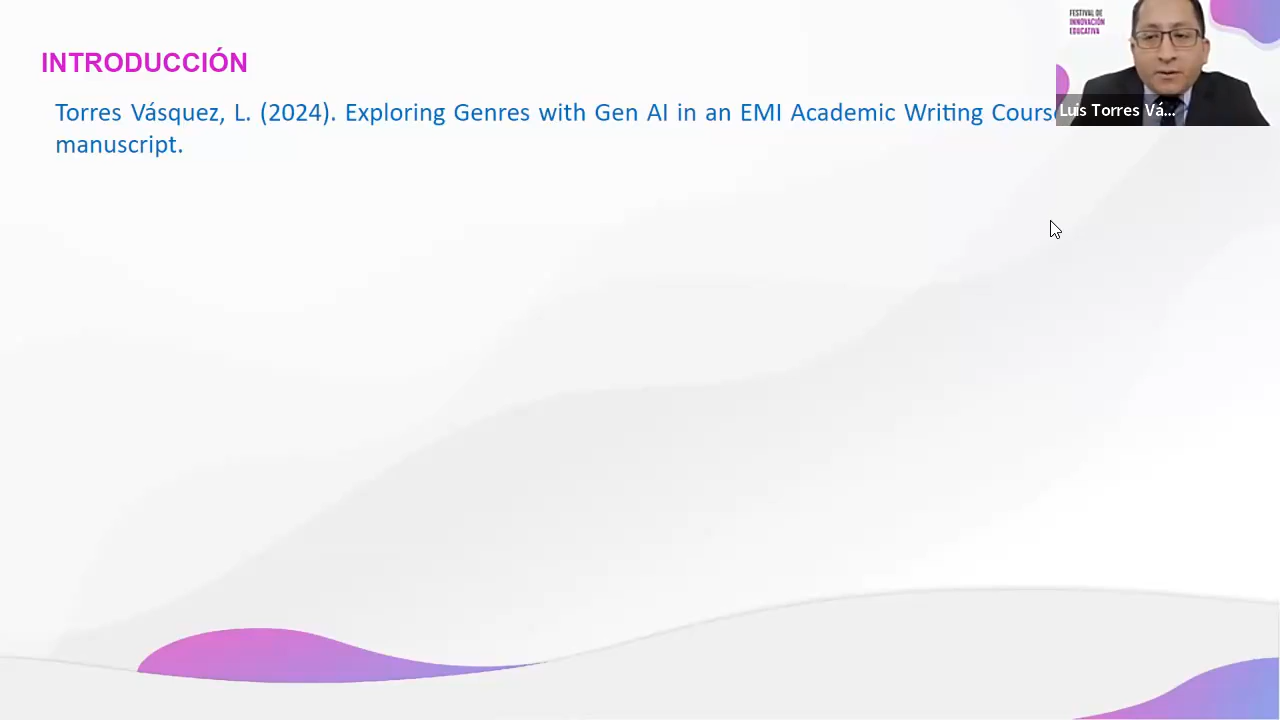 INTRODUCCIÓN
Torres Vásquez, L. (2024). Exploring Genres with Gen AI in an EMI Academic Writing Course
manuscript.
FESTIVAL DE
INNOVACIÓN
EDUCATIVA
Luis Torres Vá...